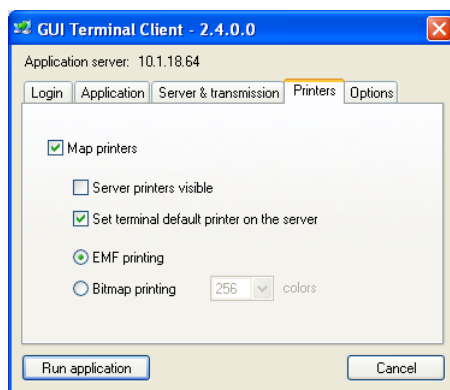 GUI Terminal Client - 2.4.0.0
Application server: 10.1.18.64
Login Application Server & transmission Printers Options
Map printers
Server printers visible
Set terminal default printer on the server
EMF printing
Bitmap printing 256 colors
Run application Cancel